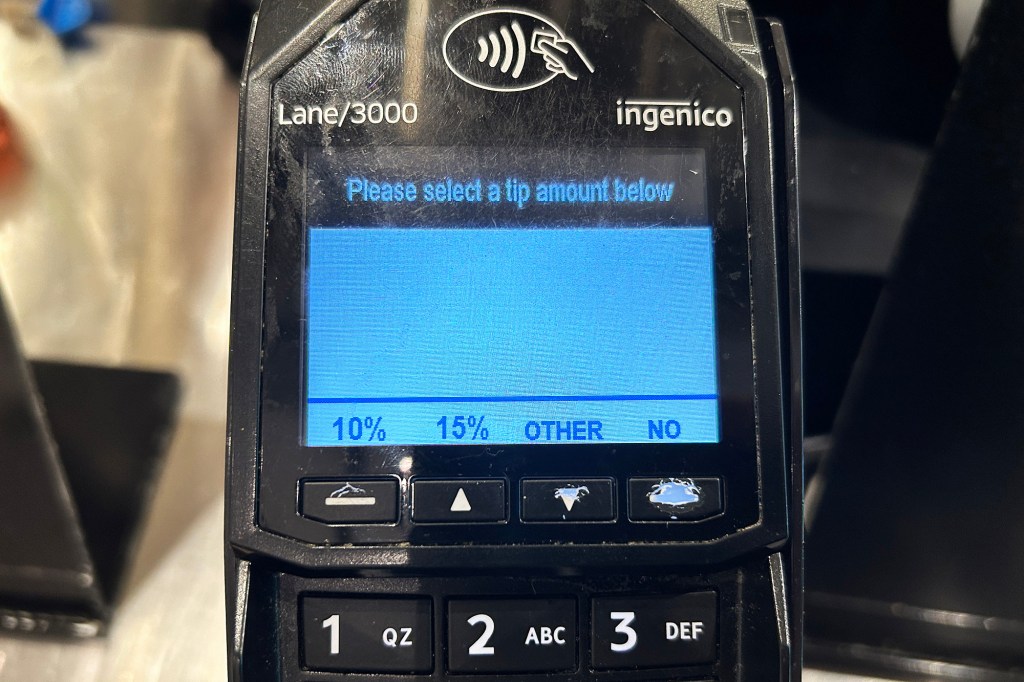 Lane/3000 ingenico
Please select a tip amount below
10% 15% OTHER NO
1 QZ 2 ABC 3 DEF